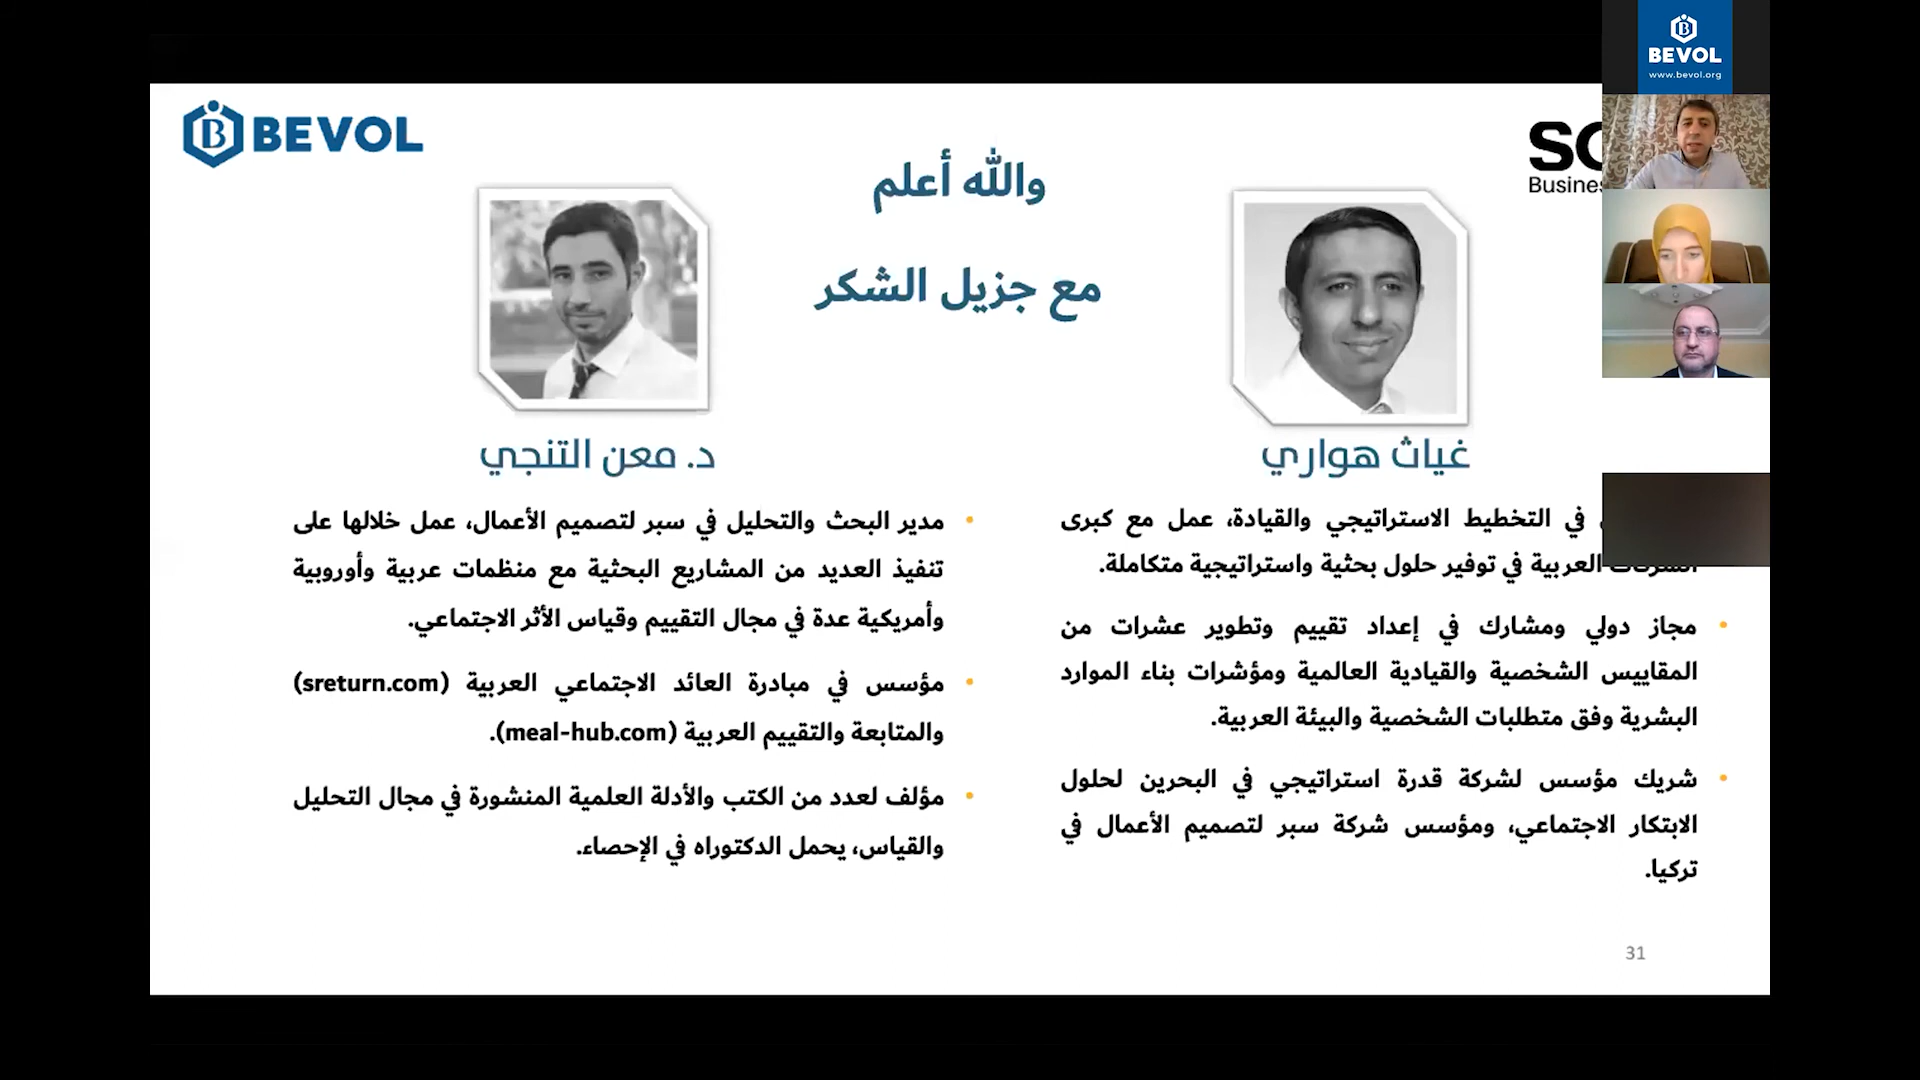 BEVOL
www.bevol.org
BEVOL
والله أعلم
مع جزيل الشكر
Business
غياث هواري
في التخطيط الاستراتيجي والقيادة، عمل مع كبرى
العربية في توفير حلول بحثية واستراتيجية متكاملة.
مجاز دولي ومشارك في إعداد تقييم وتطوير عشرات من
المقاييس الشخصية والقيادية العالمية ومؤشرات بناء الموارد
البشرية وفق متطلبات الشخصية والبيئة العربية.
شريك مؤسس لشركة قدرة استراتيجي في البحرين لحلول
الابتكار الاجتماعي، ومؤسس شركة سبر لتصميم الأعمال في
تركيا.
د. معن التنجي
مدير البحث والتحليل في سبر لتصميم الأعمال، عمل خلالها على
تنفيذ العديد من المشاريع البحثية مع منظمات عربية وأوروبية
وأمريكية عدة في مجال التقييم وقياس الأثر الاجتماعي.
مؤسس في مبادرة العائد الاجتماعي العربية (sreturn.com)
والمتابعة والتقييم العربية (meal-hub.com).
مؤلف لعدد من الكتب والأدلة العلمية المنشورة في مجال التحليل
والقياس، يحمل الدكتوراه في الإحصاء.
31